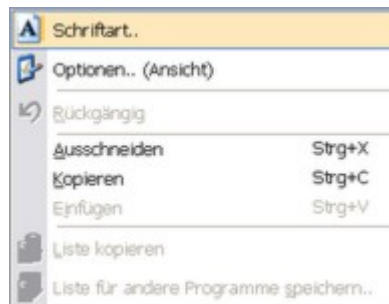 Schriftart..
Optionen.. (Ansicht)
Rückgängig
Ausschneiden Strg+X
Kopieren Strg+C
Einfügen Strg+V
Liste kopieren
Liste für andere Programme speichern..